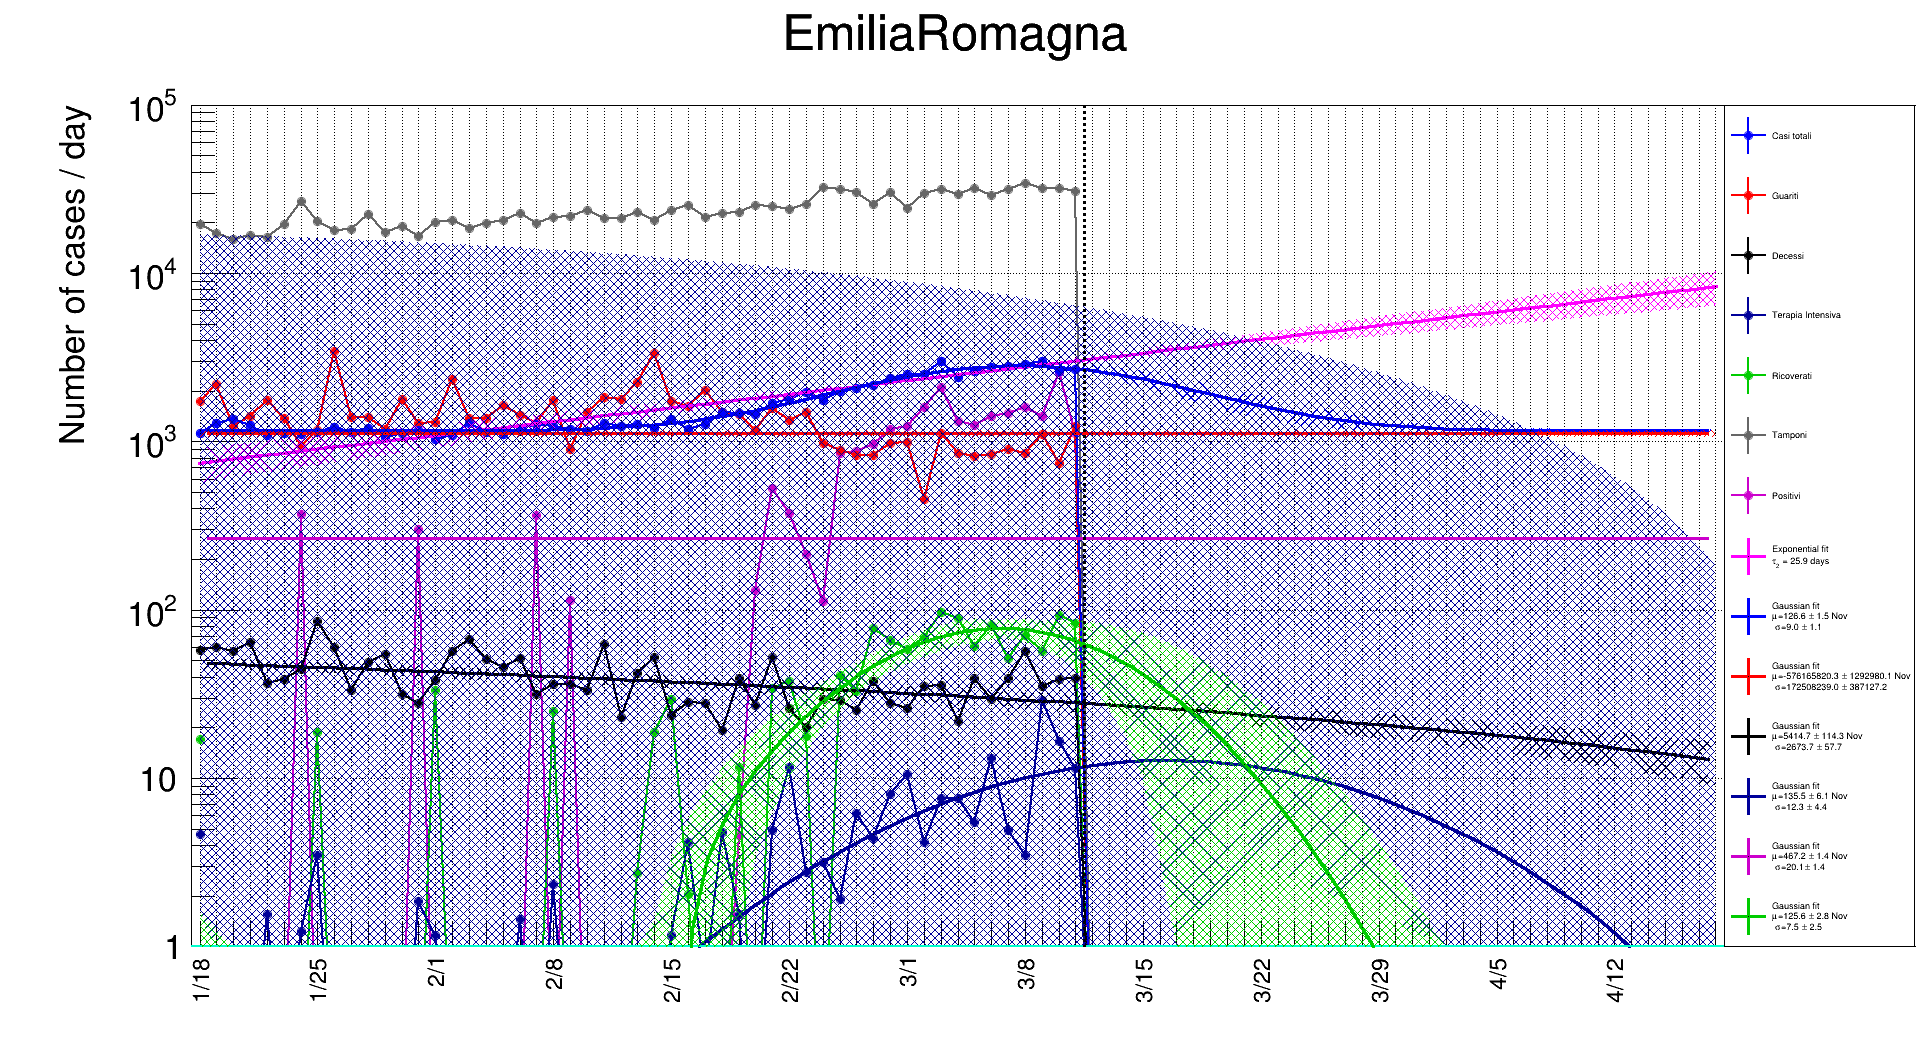 EmiliaRomagna
Number of cases / day
10^5
10^4
10^3
10^2
10
1
1/18
1/25
2/1
2/8
2/15
2/22
3/1
3/8
3/15
3/22
3/29
4/5
4/12
Casi totali
Guariti
Decessi
Terapia Intensiva
Ricoverati
Tamponi
Positivi
Exponential fit
τ₂ = 25.9 days
Gaussian fit
μ=126.6 ± 1.5 Nov
σ=9.0 ± 1.1
Gaussian fit
μ=-576165820.3 ± 1292980.1 Nov
σ=172508239.0 ± 387127.2
Gaussian fit
μ=5414.7 ± 114.3 Nov
σ=2673.7 ± 57.7
Gaussian fit
μ=135.5 ± 6.1 Nov
σ=12.3 ± 4.4
Gaussian fit
μ=467.2 ± 1.4 Nov
σ=20.1 ± 1.4
Gaussian fit
μ=125.6 ± 2.8 Nov
σ=7.5 ± 2.5